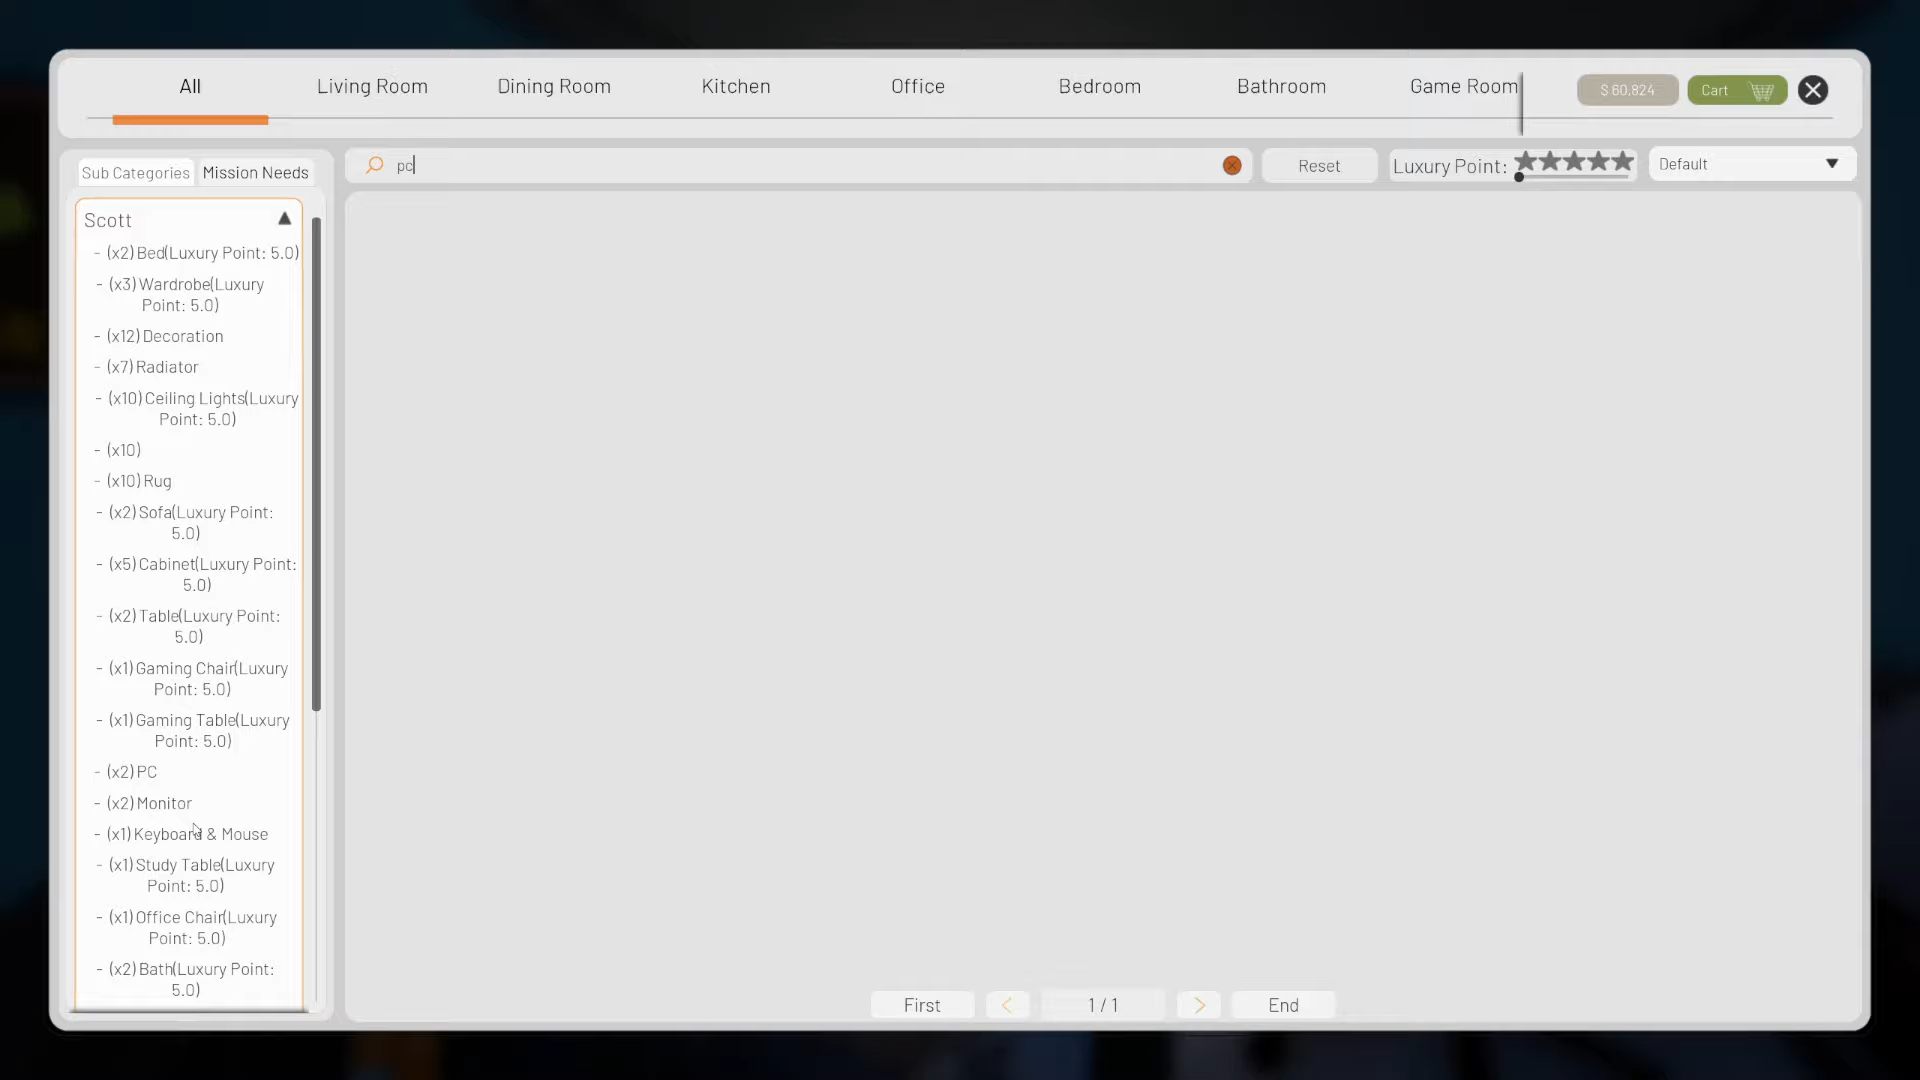 All Living Room Dining Room Kitchen Office Bedroom Bathroom Game Room $ 60,824 Cart
Sub Categories Mission Needs pc Reset Luxury Point: Default
Scott
- (x2) Bed(Luxury Point: 5.0)
- (x3) Wardrobe(Luxury
Point: 5.0)
- (x12) Decoration
- (x7) Radiator
- (x10) Ceiling Lights(Luxury
Point: 5.0)
- (x10)
- (x10) Rug
- (x2) Sofa(Luxury Point:
5.0)
- (x5) Cabinet(Luxury Point:
5.0)
- (x2) Table(Luxury Point:
5.0)
- (x1) Gaming Chair(Luxury
Point: 5.0)
- (x1) Gaming Table(Luxury
Point: 5.0)
- (x2) PC
- (x2) Monitor
- (x1) Keyboard & Mouse
- (x1) Study Table(Luxury
Point: 5.0)
- (x1) Office Chair(Luxury
Point: 5.0)
- (x2) Bath(Luxury Point:
5.0)
First < 1 / 1 > End